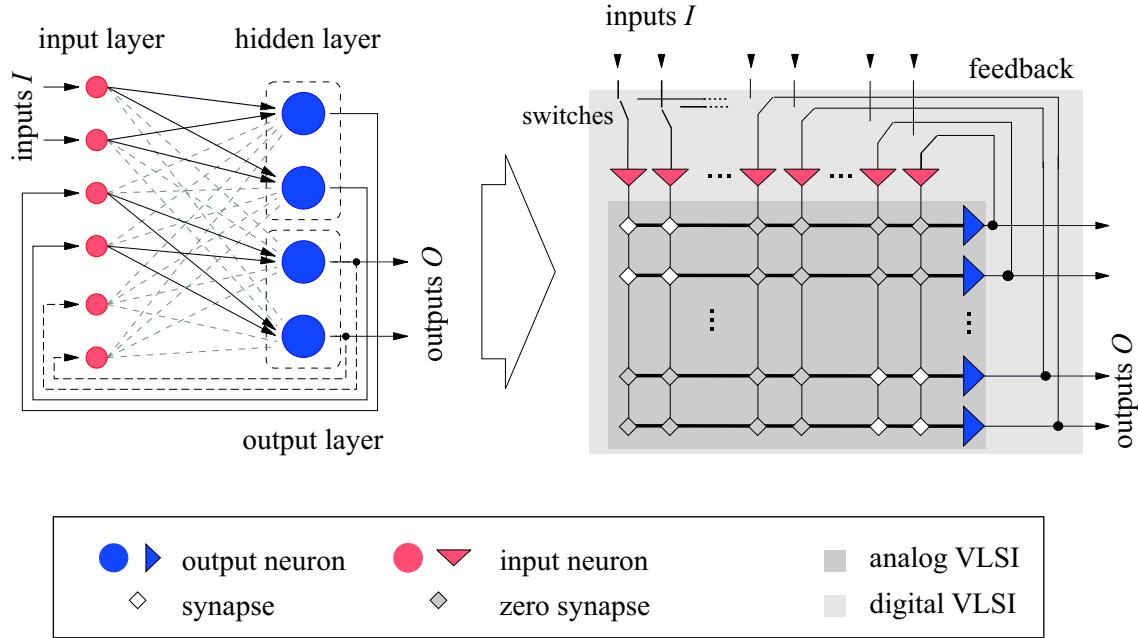 inputs I
input layer
hidden layer
feedback
inputs I
switches
outputs O
outputs O
output layer
output neuron
input neuron
analog VLSI
synapse
zero synapse
digital VLSI